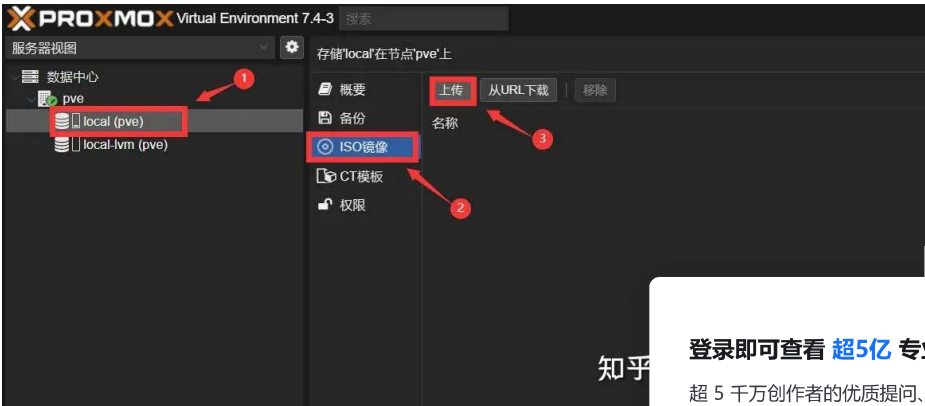 PROXMOX Virtual Environment 7.4-3 搜索
服务器视图
存储'local'在节点'pve'上
数据中心
1
pve
local (pve)
local-lvm (pve)
概要
备份
ISO镜像
CT模板
权限
2
上传 从URL下载 移除
名称
3
知乎
登录即可查看 超5亿 专业
超 5 千万创作者的优质提问、